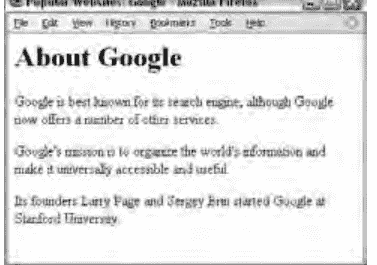 Popular Websites: Google - Mozilla Firefox
File Edit View History Bookmarks Tools Help
About Google
Google is best known for its search engine, although Google
now offers a number of other services.
Google's mission is to organize the world's information and
make it universally accessible and useful.
Its founders Larry Page and Sergey Brin started Google at
Stanford University.